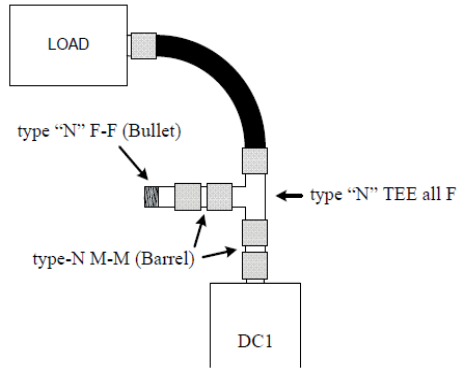 LOAD
type “N” F-F (Bullet)
type “N” TEE all F
type-N M-M (Barrel)
DC1